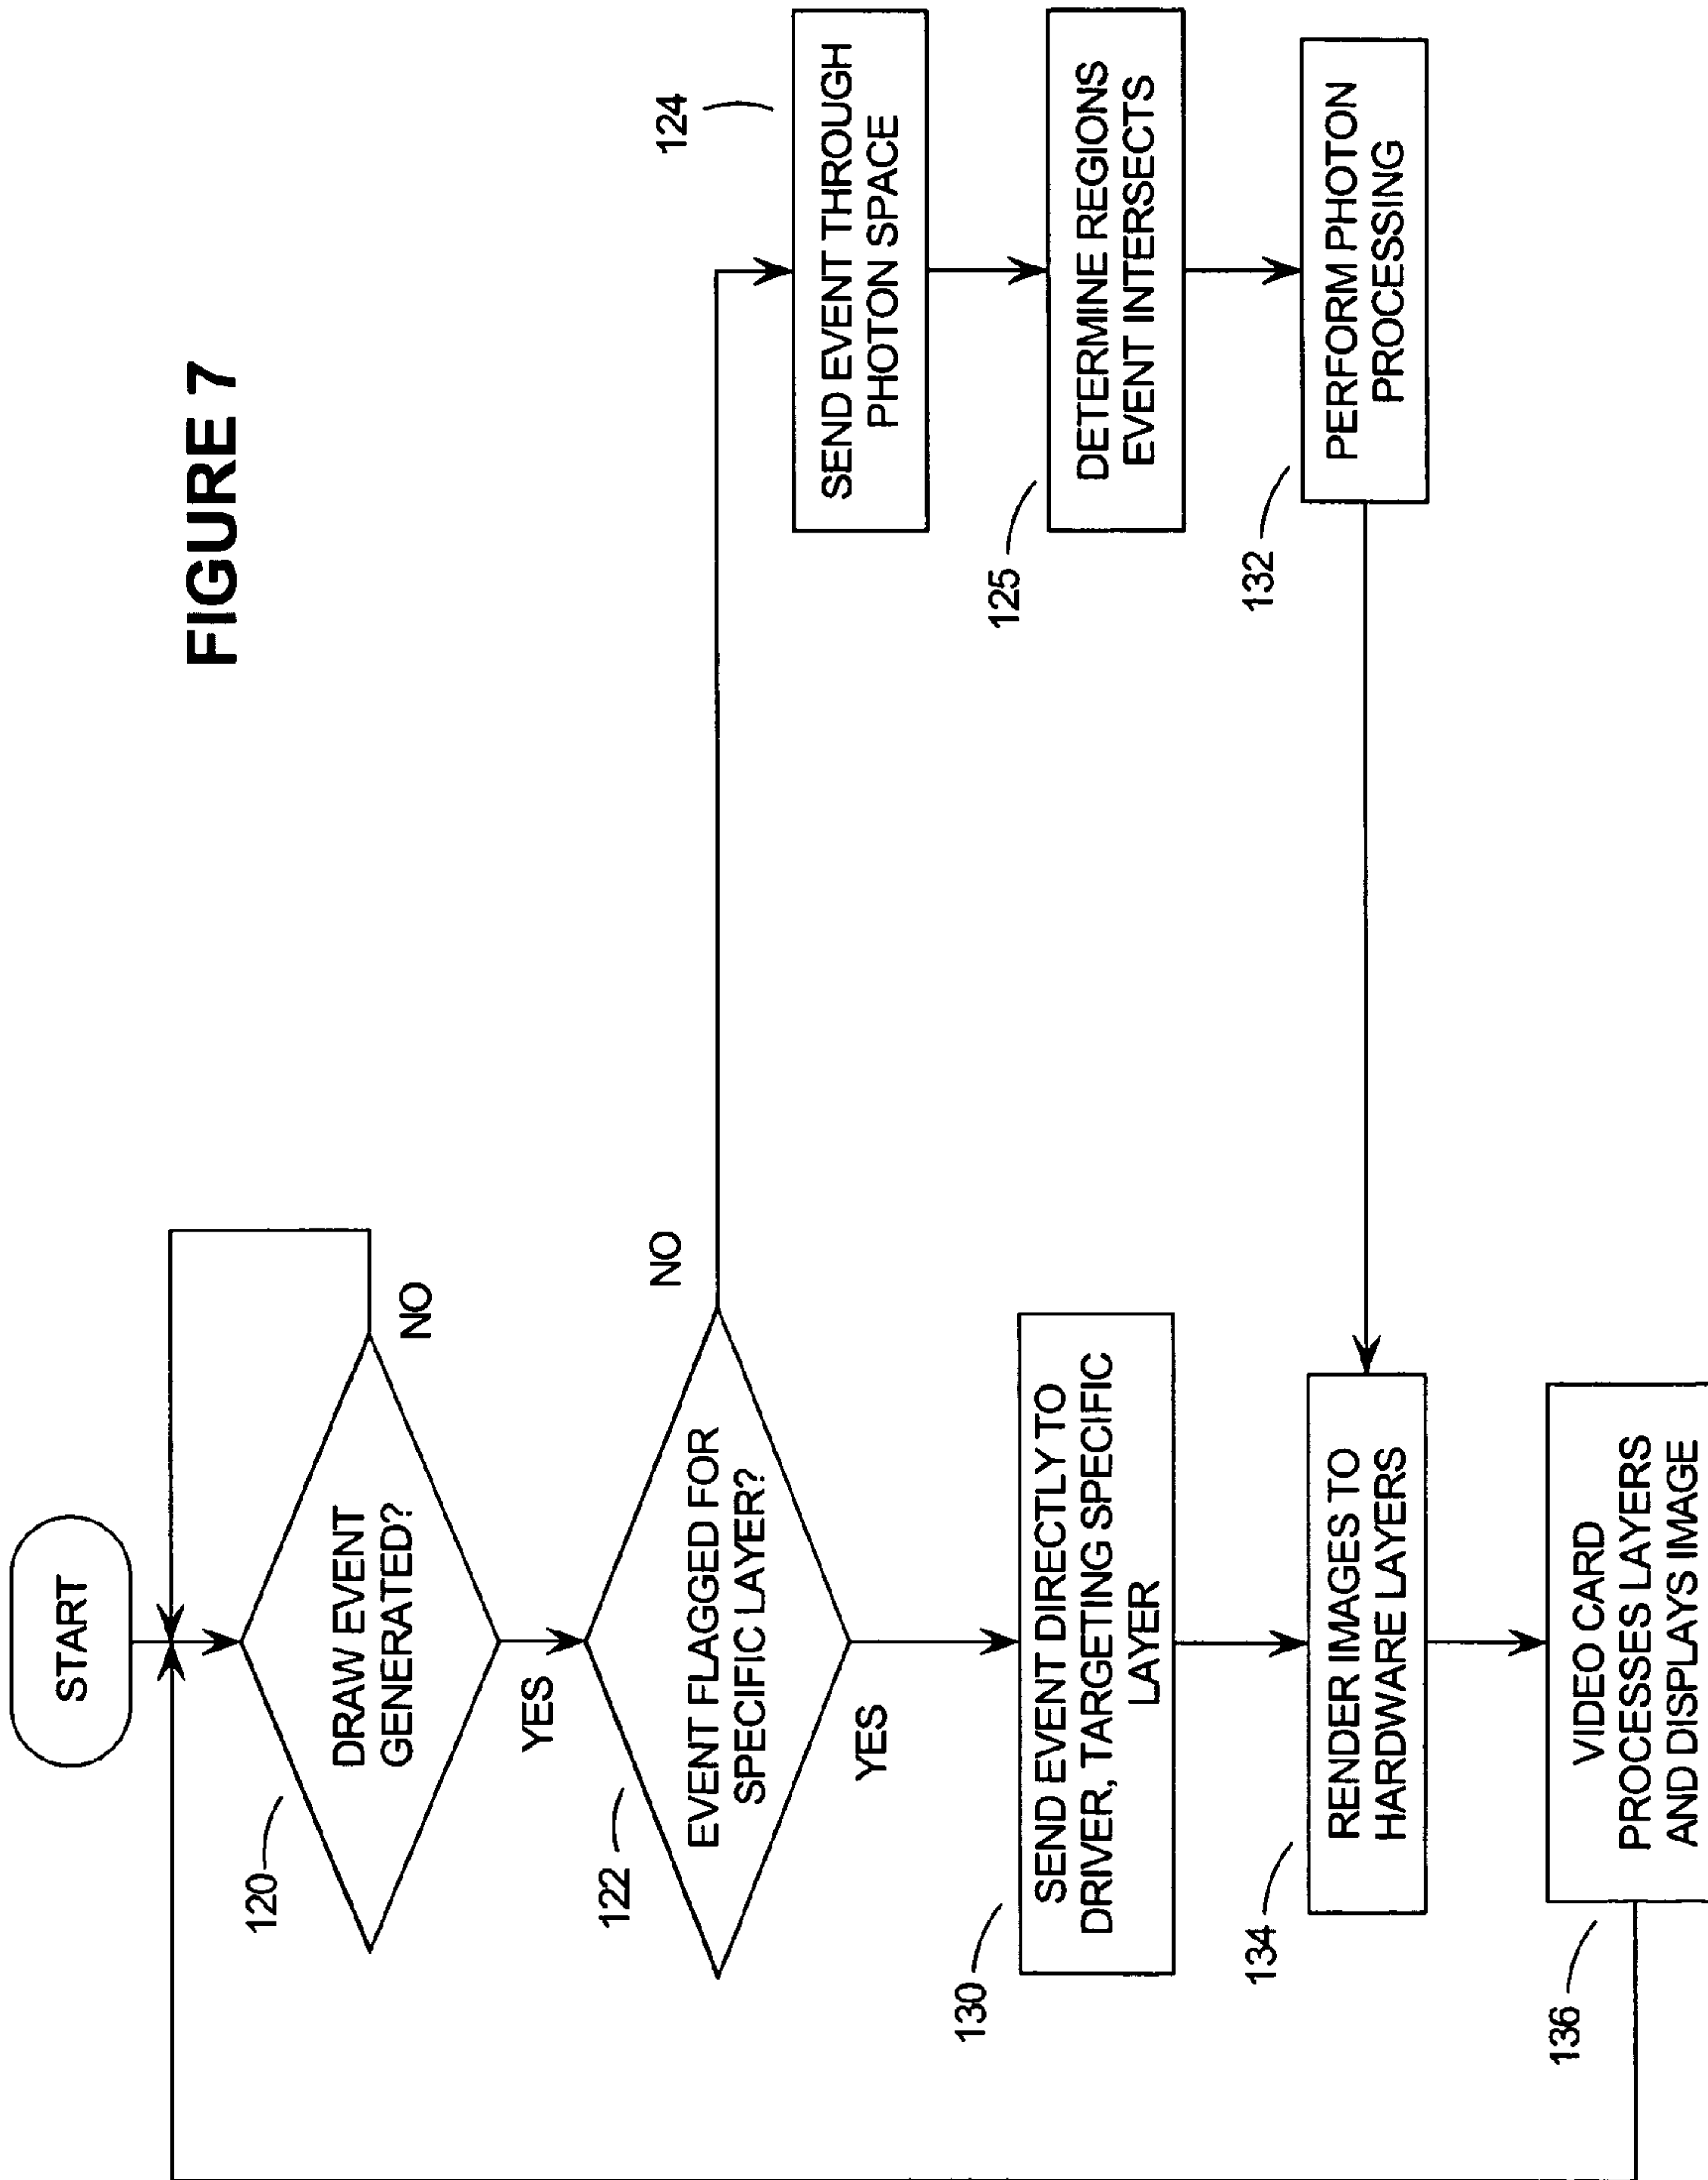 FIGURE 7
START
120
DRAW EVENT
GENERATED?
NO
YES
122
EVENT FLAGGED FOR
SPECIFIC LAYER?
NO
YES
124
SEND EVENT THROUGH
PHOTON SPACE
125
DETERMINE REGIONS
EVENT INTERSECTS
132
PERFORM PHOTON
PROCESSING
130
SEND EVENT DIRECTLY TO
DRIVER, TARGETING SPECIFIC
LAYER
134
RENDER IMAGES TO
HARDWARE LAYERS
136
VIDEO CARD
PROCESSES LAYERS
AND DISPLAYS IMAGE